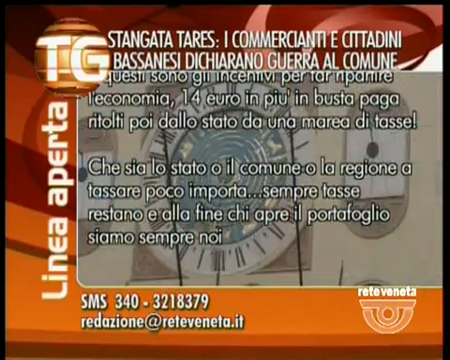 TG
Linea aperta
STANGATA TARES: I COMMERCIANTI E CITTADINI
BASSANESI DICHIARANO GUERRA AL COMUNE
questi sono gli incentivi per far ripartire
l'economia, 14 euro in piu' in busta paga
ritolti poi dallo stato da una marea di tasse!
Che sia lo stato o il comune o la regione a
tassare poco importa...sempre tasse
restano e alla fine chi apre il portafoglio
siamo sempre noi
SMS 340 - 3218379
redazione@reteveneta.it
reteveneta